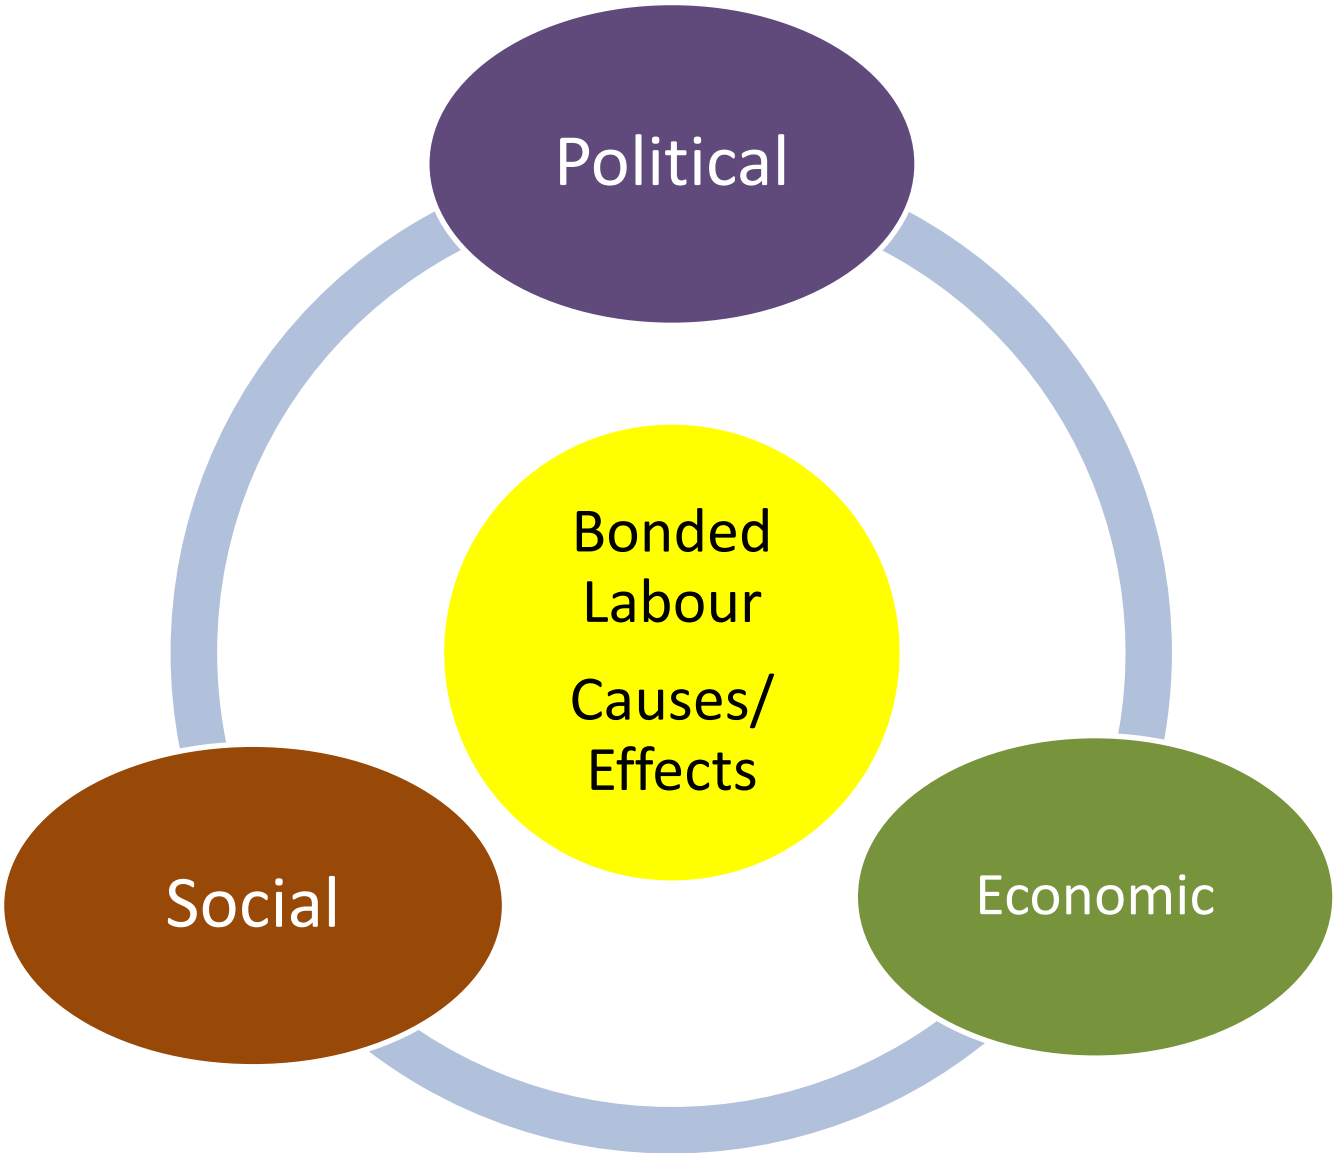 Political
Bonded
Labour
Causes/
Effects
Social
Economic